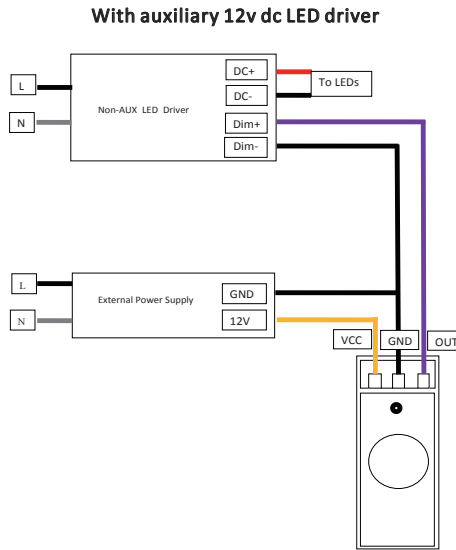 With auxiliary 12v dc LED driver
L
N
Non-AUX LED Driver
DC+
DC-
Dim+
Dim-
To LEDs
L
N
External Power Supply
GND
12V
VCC
GND
OUT